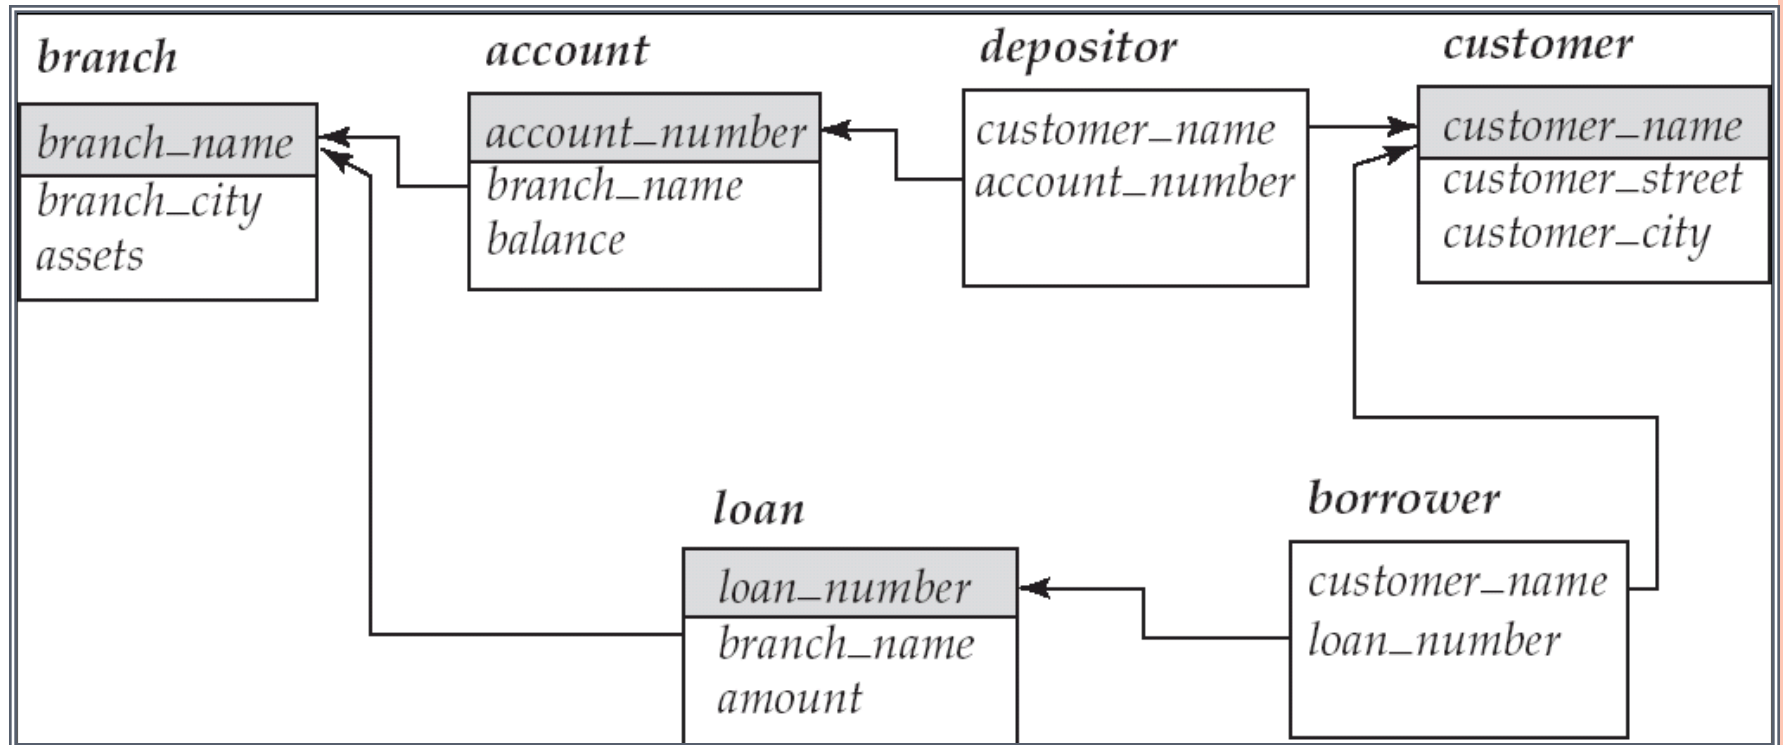 branch
branch_name
branch_city
assets
account
account_number
branch_name
balance
depositor
customer_name
account_number
customer
customer_name
customer_street
customer_city
loan
loan_number
branch_name
amount
borrower
customer_name
loan_number